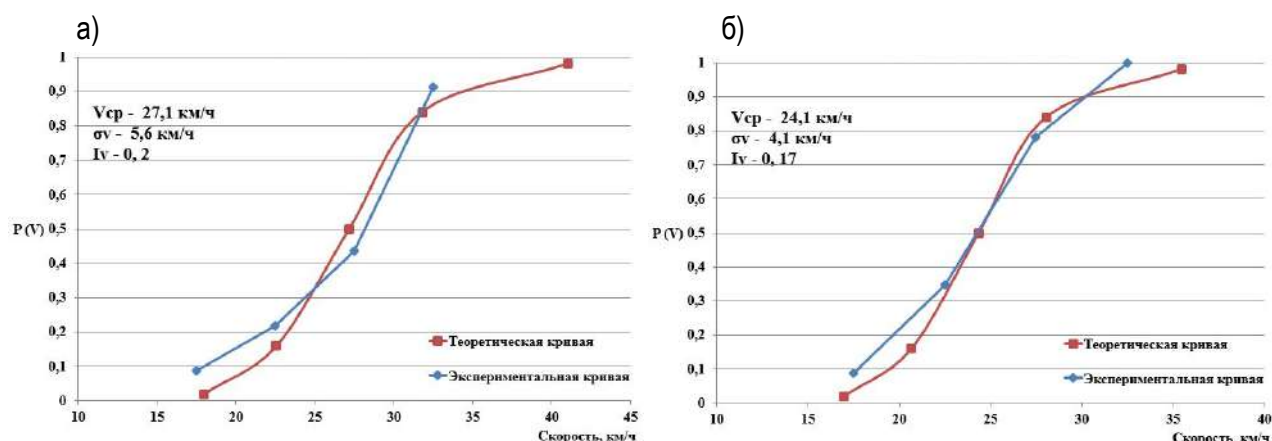 а)
1
0,9
0,8
0,7
0,6
0,5
P (V)
0,4
0,3
0,2
0,1
0
Vср - 27,1 км/ч
σv - 5,6 км/ч
Iv - 0, 2
Теоретическая кривая
Экспериментальная кривая
10 15 20 25 30 35 40 45
Скорость, км/ч
б)
1
0,9
0,8
0,7
0,6
0,5
P (V)
0,4
0,3
0,2
0,1
0
Vср - 24,1 км/ч
σv - 4,1 км/ч
Iv - 0, 17
Теоретическая кривая
Экспериментальная кривая
10 15 20 25 30 35 40
Скорость, км/ч